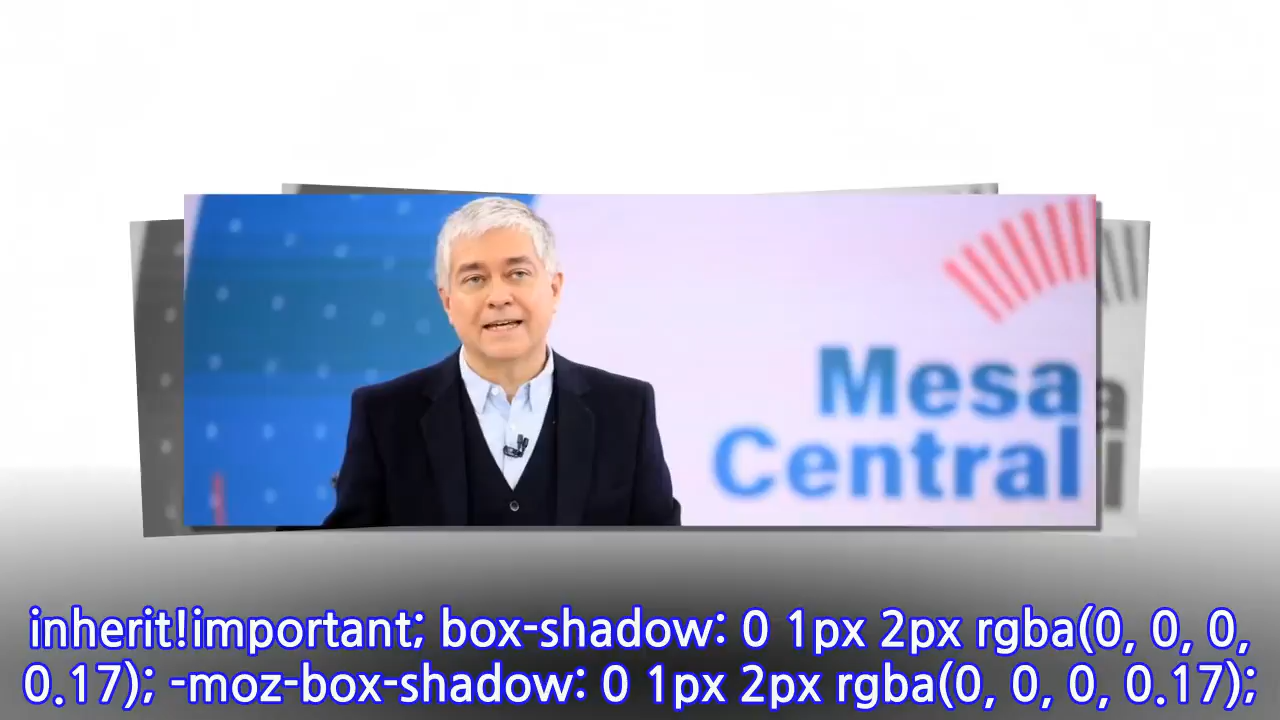 Mesa
Central
inherit!important; box-shadow: 0 1px 2px rgba(0, 0, 0,
0.17); -moz-box-shadow: 0 1px 2px rgba(0, 0, 0, 0.17);